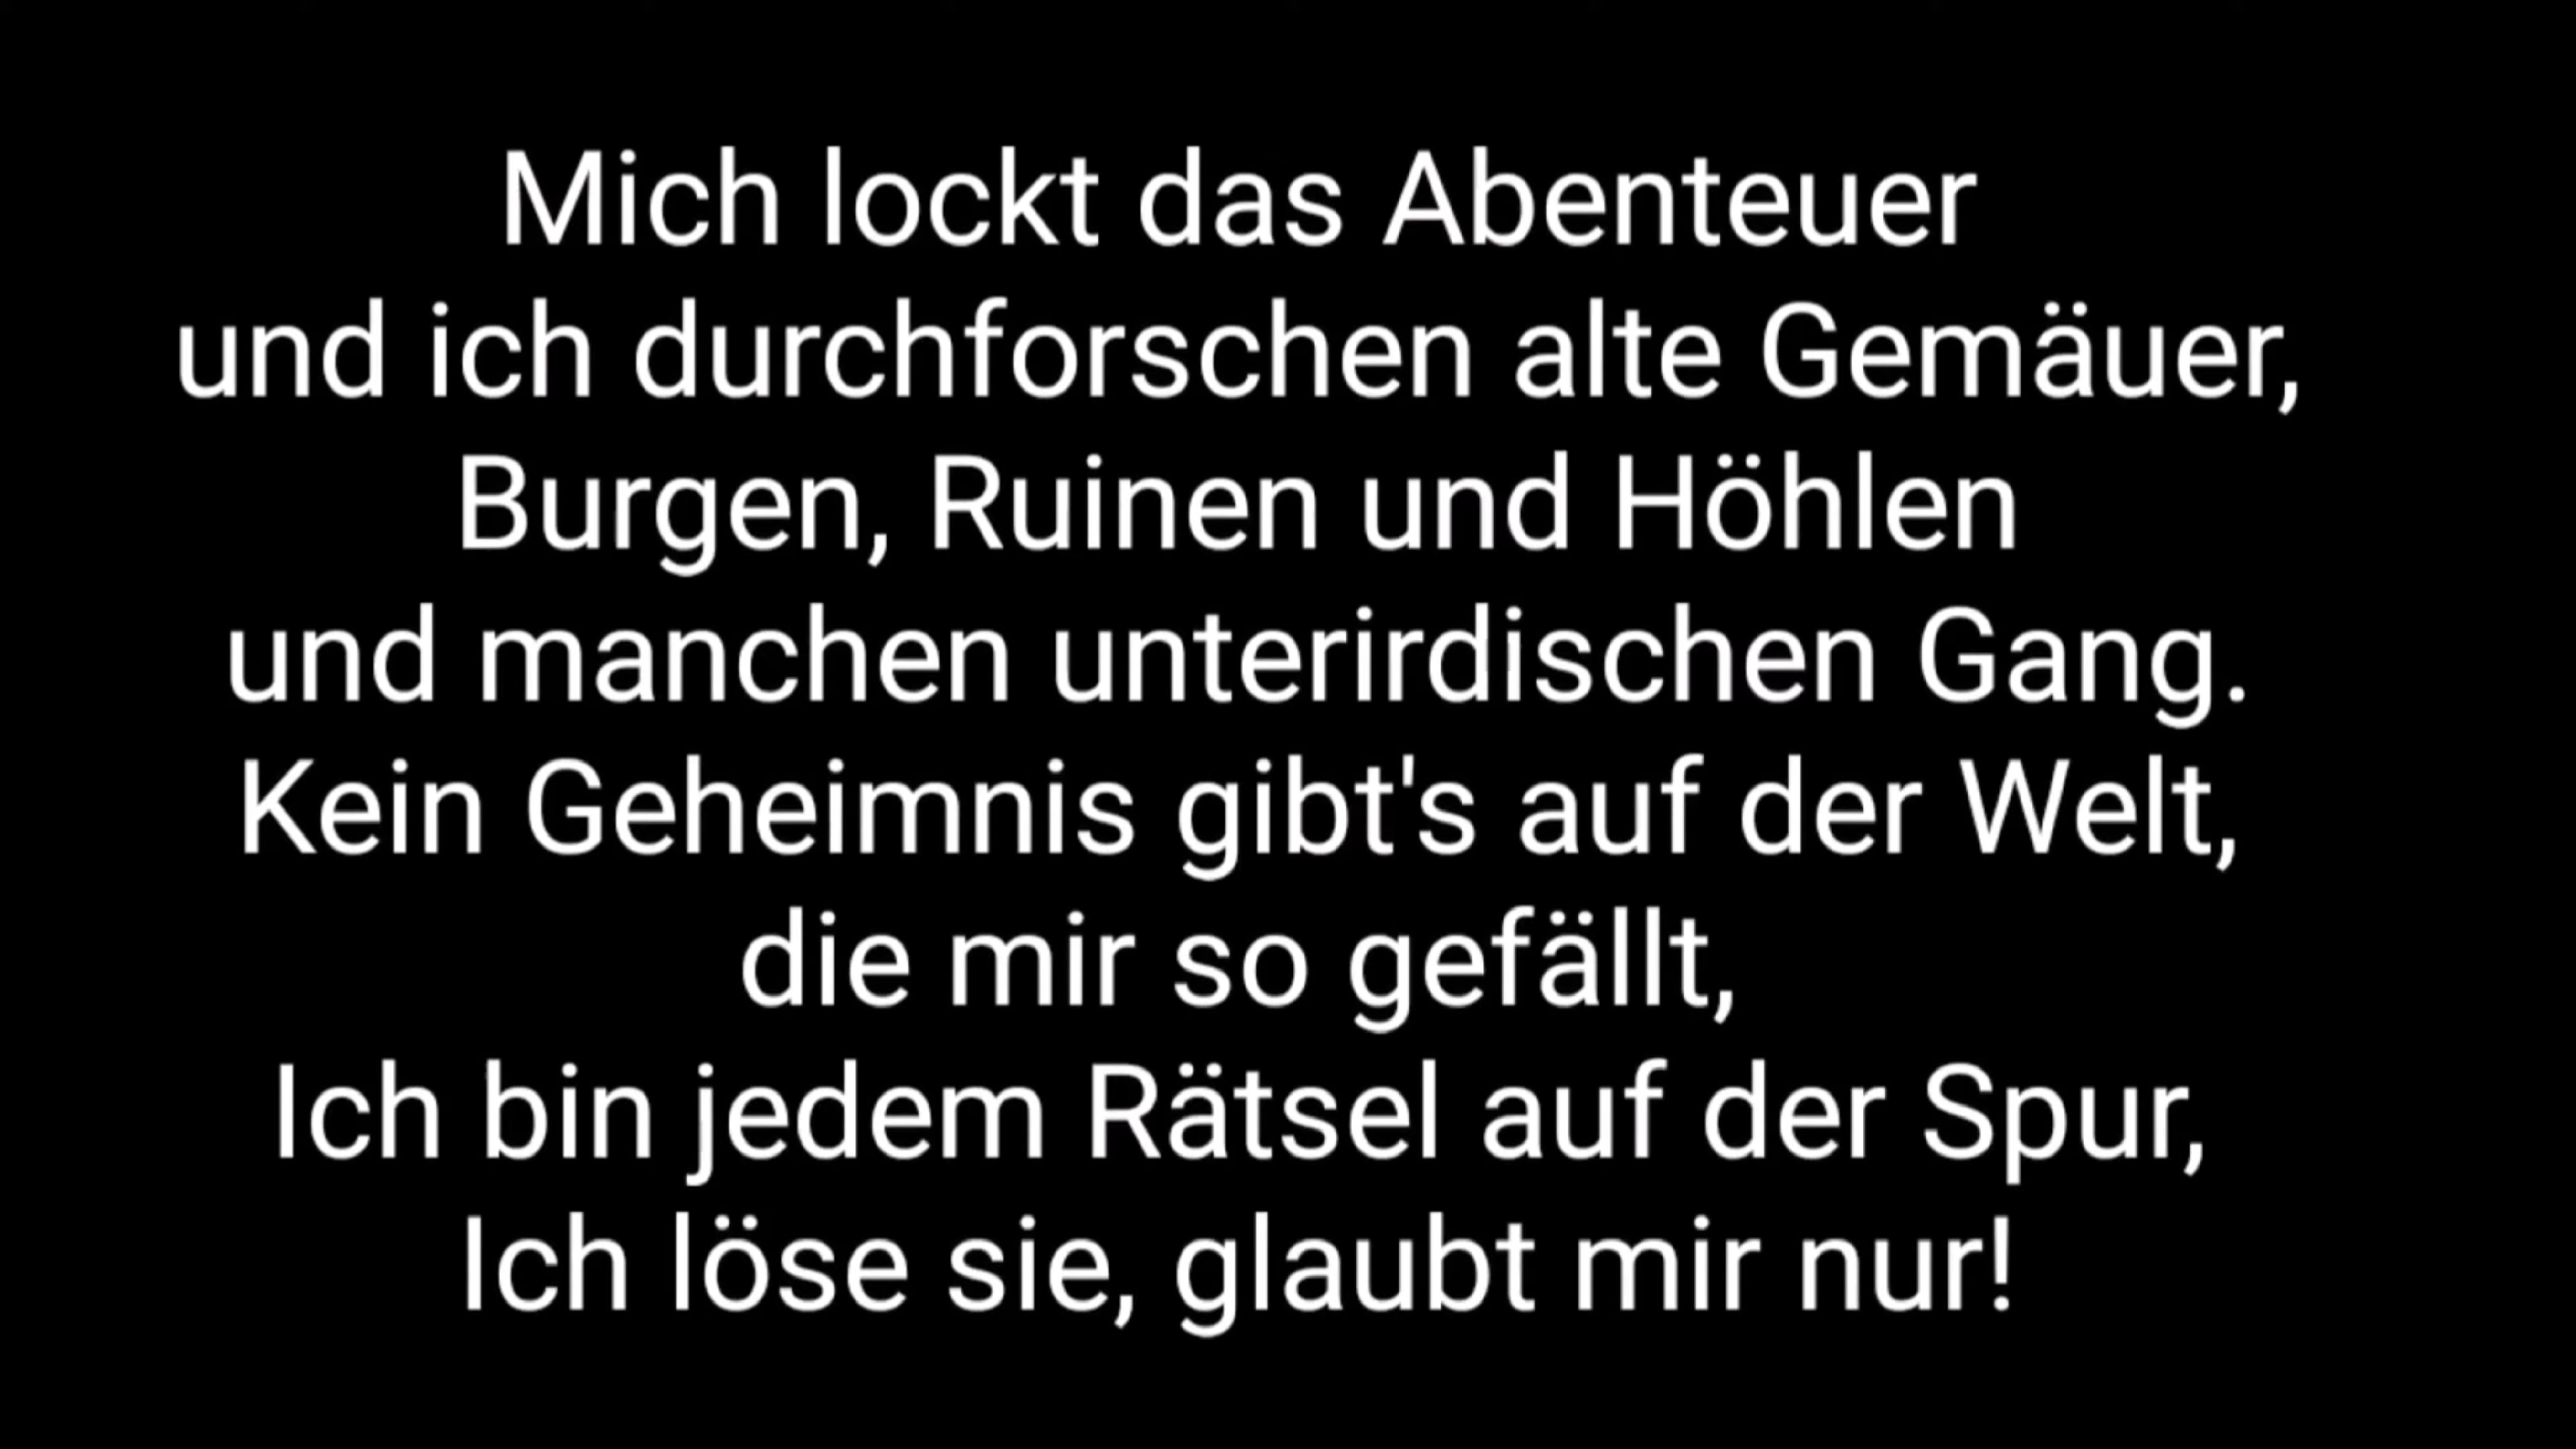 Mich lockt das Abenteuer
und ich durchforschen alte Gemäuer,
Burgen, Ruinen und Höhlen
und manchen unterirdischen Gang.
Kein Geheimnis gibt's auf der Welt,
die mir so gefällt,
Ich bin jedem Rätsel auf der Spur,
Ich löse sie, glaubt mir nur!